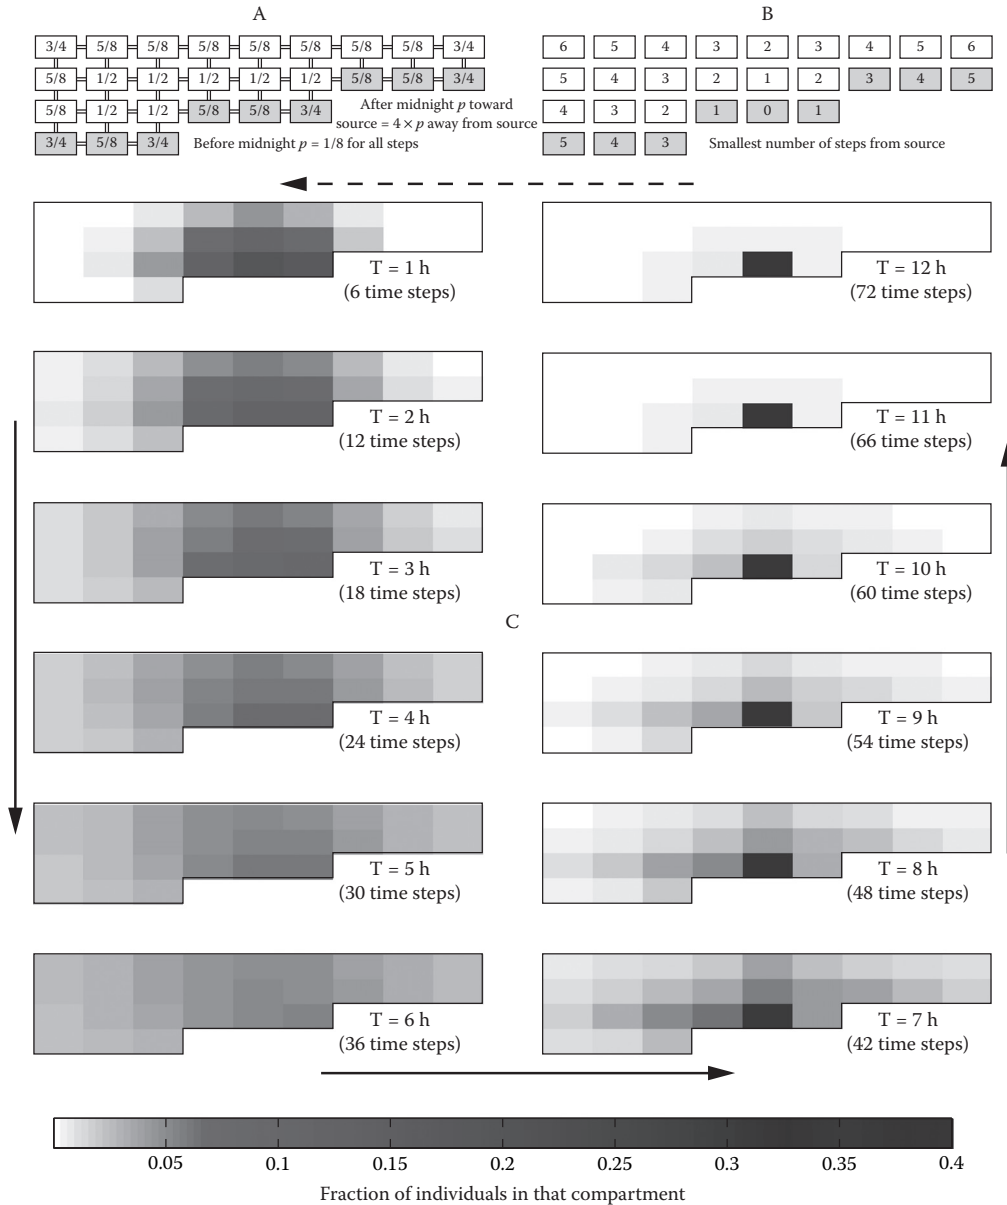 A
3/4 5/8 5/8 5/8 5/8 5/8 5/8 5/8 3/4
5/8 1/2 1/2 1/2 1/2 1/2 5/8 5/8 3/4
5/8 1/2 1/2 5/8 5/8 3/4
3/4 5/8 3/4
After midnight p toward
source = 4 × p away from source
Before midnight p = 1/8 for all steps
B
6 5 4 3 2 3 4 5 6
5 4 3 2 1 2 3 4 5
4 3 2 1 0 1
5 4 3
Smallest number of steps from source
T = 1 h
(6 time steps)
T = 12 h
(72 time steps)
T = 2 h
(12 time steps)
T = 11 h
(66 time steps)
T = 3 h
(18 time steps)
T = 10 h
(60 time steps)
C
T = 4 h
(24 time steps)
T = 9 h
(54 time steps)
T = 5 h
(30 time steps)
T = 8 h
(48 time steps)
T = 6 h
(36 time steps)
T = 7 h
(42 time steps)
0.05 0.1 0.15 0.2 0.25 0.3 0.35 0.4
Fraction of individuals in that compartment